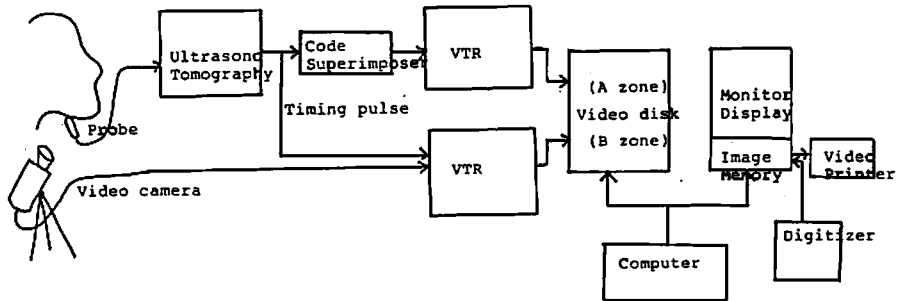 Ultrasono
Tomography
Code
Superimposer
VTR
Timing pulse
Probe
Video camera
VTR
(A zone)
Video disk
(B zone)
Monitor
Display
Image
Memory
Video
Printer
Digitizer
Computer